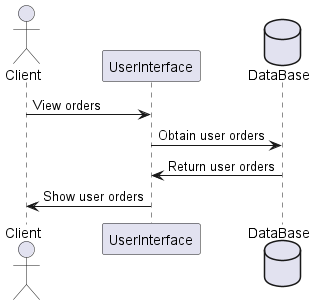 Client
UserInterface
DataBase
View orders
Obtain user orders
Return user orders
Show user orders
Client
UserInterface
DataBase